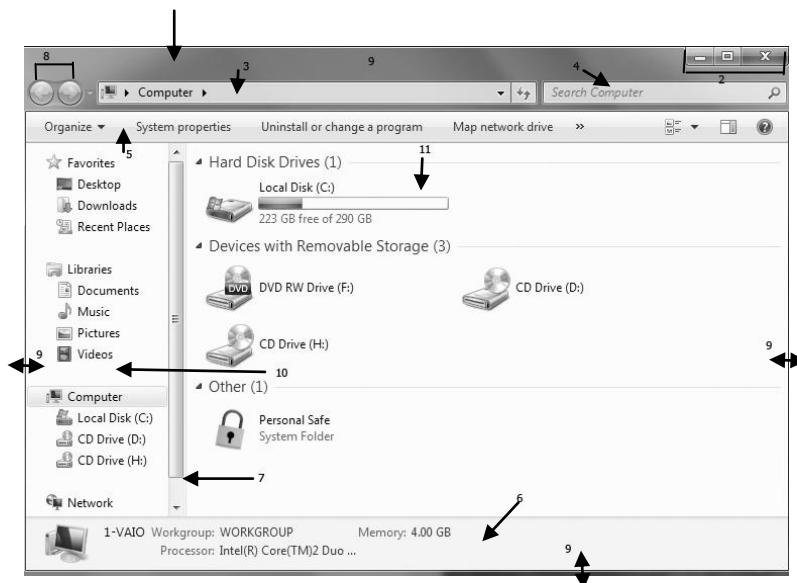 8
9
3
4
2
Computer
Search Computer
Organize System properties Uninstall or change a program Map network drive »
5
11
Favorites
Desktop
Downloads
Recent Places
Libraries
Documents
Music
Pictures
Videos
9
10
Computer
Local Disk (C:)
CD Drive (D:)
CD Drive (H:)
7
Network
Hard Disk Drives (1)
Local Disk (C:)
223 GB free of 290 GB
Devices with Removable Storage (3)
DVD
DVD RW Drive (F:)
CD Drive (D:)
CD Drive (H:)
9
Other (1)
Personal Safe
System Folder
6
1-VAIO Workgroup: WORKGROUP Memory: 4.00 GB
Processor: Intel(R) Core(TM)2 Duo ...
9